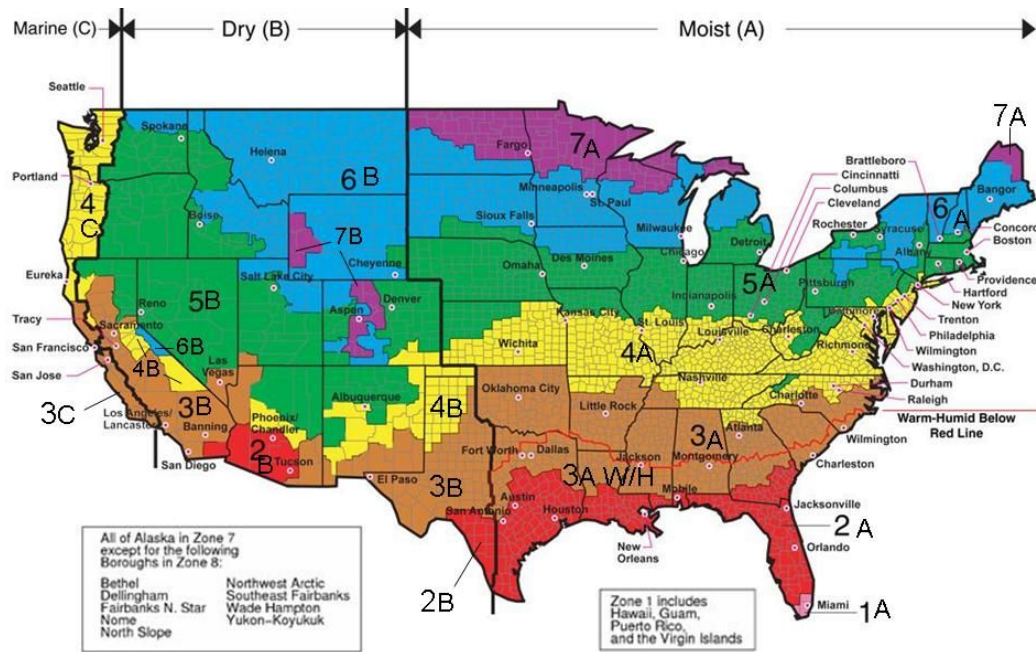 Marine (C)
Dry (B)
Moist (A)
Seattle
Spokane
Helena
Fargo
7A
7A
Portland
4
C
6 B
Minneapolis
St. Paul
Brattleboro
Cincinnatti
Columbus
Cleveland
Bangor
6
A
Boise
7B
Sioux Falls
Milwaukee
Detroit
Rochester
Syracuse
Albany
Concord
Boston
Eureka
Salt Lake City
Cheyenne
Omaha
Des Moines
Chicago
5A
Pittsburgh
Providence
Hartford
New York
Reno
5B
Aspen
Denver
Indianapolis
Trenton
Tracy
Sacramento
Kansas City
St. Louis
Louisville
Charleston
Baltimore
Philadelphia
San Francisco
6B
Wichita
4A
Richmond
Wilmington
San Jose
4B
Las
Vegas
Washington, D.C.
3C
3B
Albuquerque
4B
Oklahoma City
Nashville
Durham
Raleigh
Los Angeles/
Lancaster
Banning
Phoenix/
Chandler
Little Rock
Charlotte
Atlanta
Warm-Humid Below
Red Line
San Diego
2
B
Tucson
Fort Worth
Dallas
Jackson
3A
Montgomery
Wilmington
El Paso
3B
3A W/H
Charleston
Austin
San Antonio
Houston
Mobile
Jacksonville
2A
New
Orleans
Orlando
2B
Miami
1A
All of Alaska in Zone 7
except for the following
Boroughs in Zone 8:
Bethel Northwest Arctic
Dellingham Southeast Fairbanks
Fairbanks N. Star Wade Hampton
Nome Yukon-Koyukuk
North Slope
Zone 1 includes
Hawaii, Guam,
Puerto Rico,
and the Virgin Islands